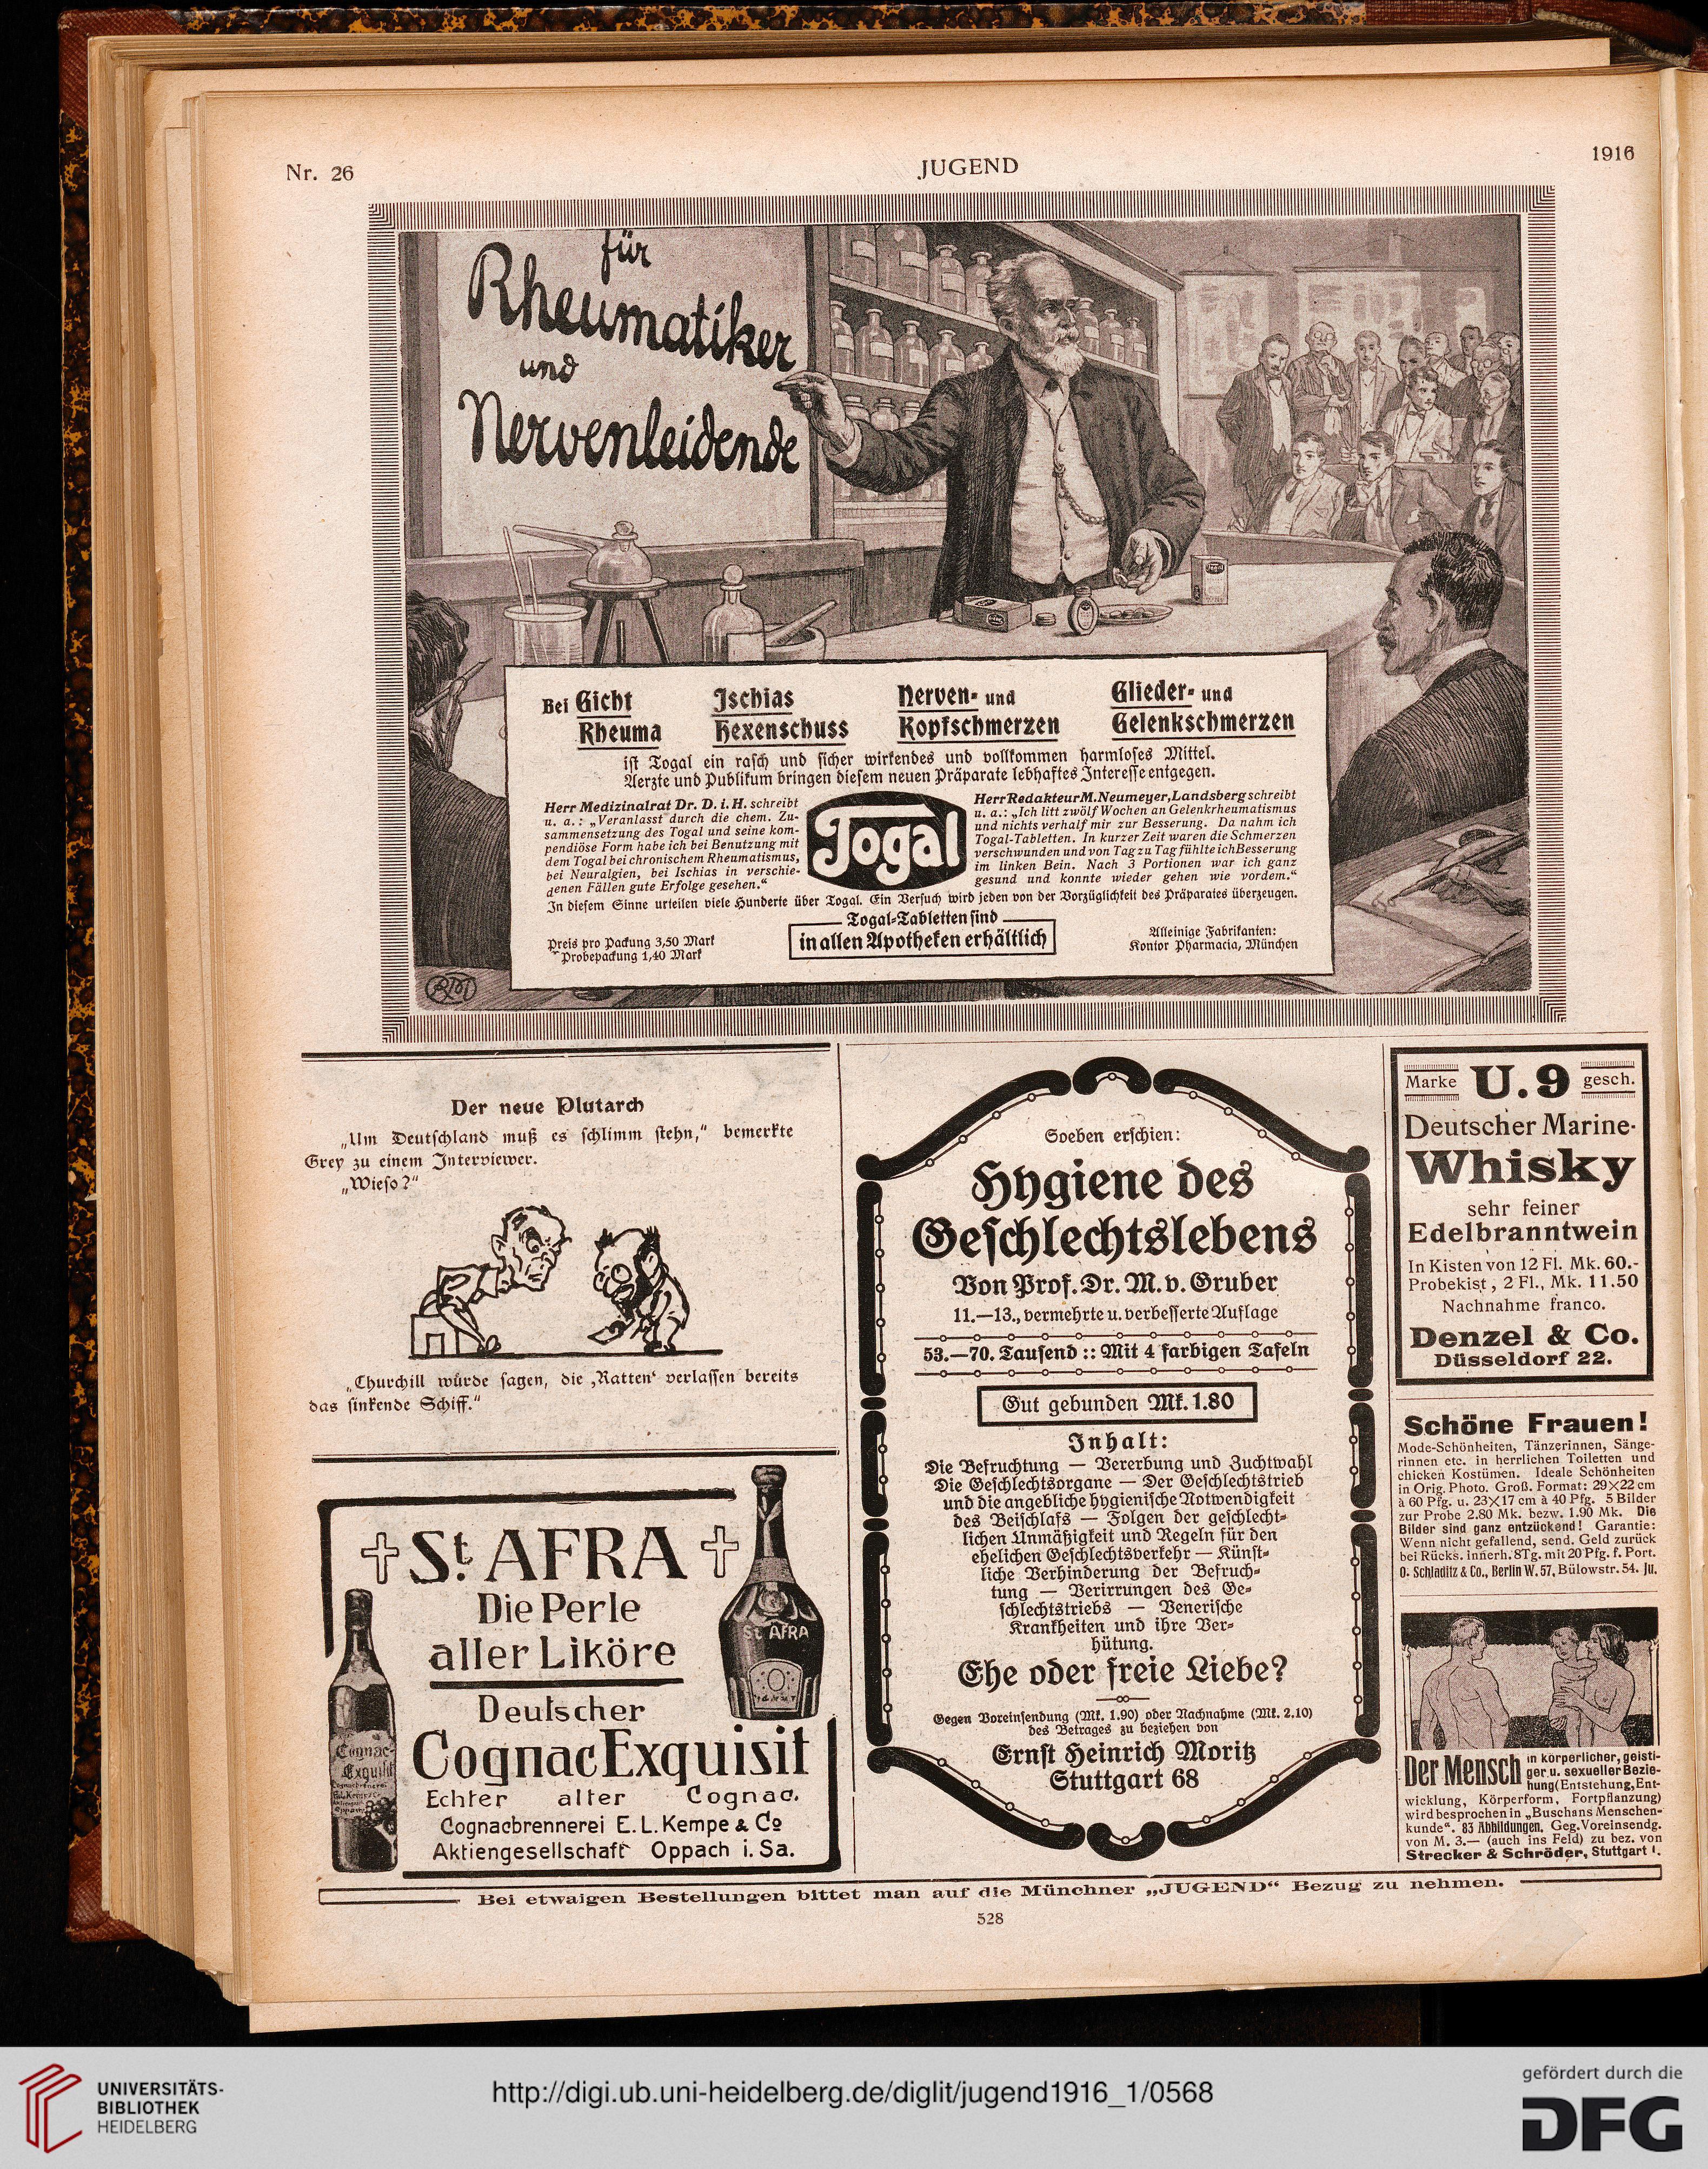 Nr. 26
JUGEND
1916
für
Rheumatiker
und
Nervenleidende
Bei Gicht
Rheuma
Ischias
Hexenschuss
Nerven- und
Kopfschmerzen
Glieder- und
Gelenkschmerzen
ist Togal ein rasch und sicher wirkendes und vollkommen harmloses Mittel.
Aerzte und Publikum bringen diesem neuen Präparate lebhaftes Interesse entgegen.
Herr Medizinalrat Dr. D. i. H. schreibt
u. a.: „Veranlasst durch die chem. Zu-
sammensetzung des Togal und seine kom-
pendiöse Form habe ich bei Benutzung mit
dem Togal bei chronischem Rheumatismus,
bei Neuralgien, bei Ischias in verschie-
denen Fällen gute Erfolge gesehen.“
Togal
Herr Redakteur M. Neumeyer, Landsberg schreibt
u. a.: „Ich litt zwölf Wochen an Gelenkrheumatismus
und nichts verhalf mir zur Besserung. Da nahm ich
Togal-Tabletten. In kurzer Zeit waren die Schmerzen
verschwunden und von Tag zu Tag fühlte ich Besserung
im linken Bein. Nach 3 Portionen war ich ganz
gesund und konnte wieder gehen wie vordem.“
In diesem Sinne urteilen viele Hunderte über Togal. Ein Versuch wird jeden von der Vorzüglichkeit des Präparates überzeugen.
Togal-Tabletten sind
in allen Apotheken erhältlich
Preis pro Packung 3,50 Mark
Probepackung 1,40 Mark
Alleinige Fabrikanten:
Kontor Pharmacia, München
Der neue Plutarch
„Um Deutschland muß es schlimm stehn,“ bemerkte
Grey zu einem Interviewer.
„Wieso?“
„Churchill würde sagen, die ‚Ratten‘ verlassen bereits
das sinkende Schiff.“
St. AFRA
Die Perle
aller Liköre
St AFRA
Deutscher
Cognac Exquisit
Echter alter Cognac.
Cognacbrennerei E. L. Kempe & Co
Aktiengesellschaft Oppach i. Sa.
Cognac-
Exquisit
Soeben erschien:
Hygiene des
Geschlechtslebens
Von Prof. Dr. M. v. Gruber
11.—13., vermehrte u. verbesserte Auflage
53.—70. Tausend :: Mit 4 farbigen Tafeln
Gut gebunden Mk. 1.80
Inhalt:
Die Befruchtung — Vererbung und Zuchtwahl
Die Geschlechtsorgane — Der Geschlechtstrieb
und die angebliche hygienische Notwendigkeit
des Beischlafs — Folgen der geschlecht-
lichen Unmäßigkeit und Regeln für den
ehelichen Geschlechtsverkehr — Künst-
liche Verhinderung der Befruch-
tung — Verirrungen des Ge-
schlechtstriebs — Venerische
Krankheiten und ihre Ver-
hütung.
Ehe oder freie Liebe?
Gegen Voreinsendung (Mk. 1.90) oder Nachnahme (Mk. 2.10)
des Betrages zu beziehen von
Ernst Heinrich Moritz
Stuttgart 68
Marke U.9 gesch.
Deutscher Marine-
Whisky
sehr feiner
Edelbranntwein
In Kisten von 12 Fl. Mk. 60.-
Probekist, 2 Fl., Mk. 11.50
Nachnahme franco.
Denzel & Co.
Düsseldorf 22.
Schöne Frauen!
Mode-Schönheiten, Tänzerinnen, Sänge-
rinnen etc. in herrlichen Toiletten und
chicken Kostümen. Ideale Schönheiten
in Orig. Photo. Groß. Format: 29×22 cm
à 60 Pfg. u. 23×17 cm à 40 Pfg. 5 Bilder
zur Probe 2.80 Mk. bezw. 1.90 Mk. Die
Bilder sind ganz entzückend! Garantie:
Wenn nicht gefallend, send. Geld zurück
bei Rücks. innerh. 8 Tg. mit 20 Pfg. f. Port.
O. Schladitz & Co., Berlin W. 57, Bülowstr. 54. JU.
Der Mensch in körperlicher, geisti-
ger u. sexueller Bezie-
hung (Entstehung, Ent-
wicklung, Körperform, Fortpflanzung)
wird besprochen in „Buschans Menschen-
kunde“. 83 Abbildungen. Geg. Voreinsendg.
von M. 3.— (auch ins Feld) zu bez. von
Strecker & Schröder, Stuttgart I.
Bei etwaigen Bestellungen bittet man auf die Münchner „JUGEND“ Bezug zu nehmen.
528
UNIVERSITÄTS-
BIBLIOTHEK
HEIDELBERG
http://digi.ub.uni-heidelberg.de/diglit/jugend1916_1/0568
gefördert durch die
DFG